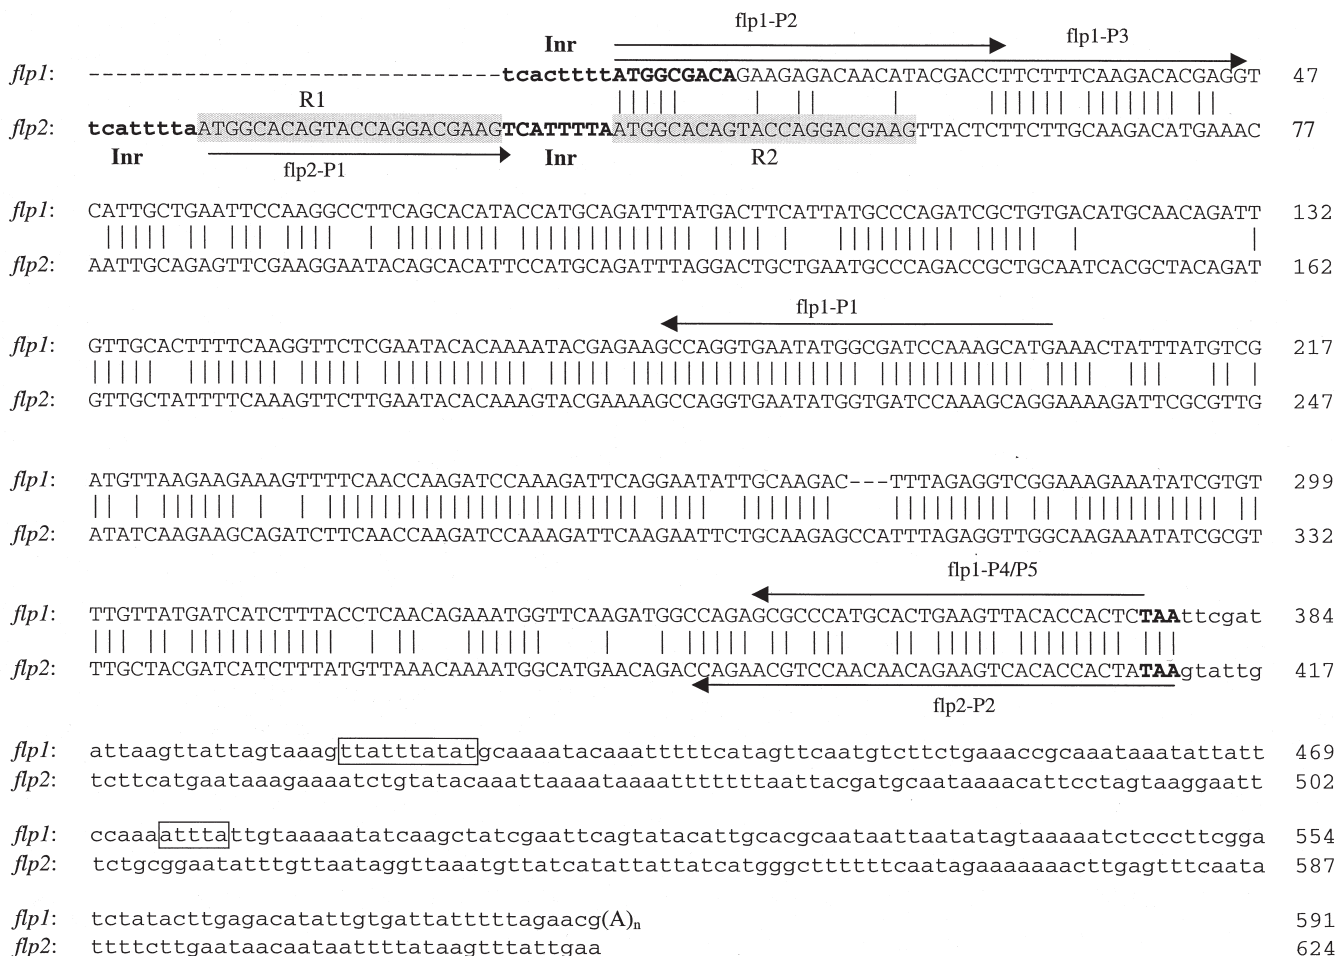 flp1-P2
Inr
flp1-P3
flp1: ------------------------------tcacttttATGGCGACAGAAGAGACAACATACGACCTTCTTTCAAGACACGAGGT 47
R1
flp2: tcattttaATGGCACAGTACCAGGACGAAGTCATTTTAATGGCACAGTACCAGGACGAAGTTACTCTTCTTGCAAGACATGAAAC 77
Inr
flp2-P1
Inr
R2
flp1: CATTGCTGAATTCCAAGGCCTTCAGCACATACCATGCAGATTTATGACTTCATTATGCCCAGATCGCTGTGACATGCAACAGATT 132
flp2: AATTGCAGAGTTCGAAGGAATACAGCACATTCCATGCAGATTTAGGACTGCTGAATGCCCAGACCGCTGCAATCACGCTACAGAT 162
flp1-P1
flp1: GTTGCACTTTTCAAGGTTCTCGAATACACAAAATACGAGAAGCCAGGTGAATATGGCGATCCAAAGCATGAAACTATTTATGTCG 217
flp2: GTTGCTATTTTCAAAGTTCTTGAATACACAAAGTACGAAAAGCCAGGTGAATATGGTGATCCAAAGCAGGAAAAGATTCGCGTTG 247
flp1: ATGTTAAGAAGAAAGTTTTCAACCAAGATCCAAAGATTCAGGAATATTGCAAGAC---TTTAGAGGTCGGAAAGAAATATCGTGT 299
flp2: ATATCAAGAAGCAGATCTTCAACCAAGATCCAAAGATTCAAGAATTCTGCAAGAGCCATTTAGAGGTTGGCAAGAAATATCGCGT 332
flp1-P4/P5
flp1: TTGTTATGATCATCTTTACCTCAACAGAAATGGTTCAAGATGGCCAGAGCGCCCATGCACTGAAGTTACACCACTCTAAttcgat 384
flp2: TTGCTACGATCATCTTTATGTTAAACAAAATGGCATGAACAGACCAGAACGTCCAACAACAGAAGTCACACCACTATAAgtattg 417
flp2-P2
flp1: attaagttattagtaaagttatttatatgcaaaatacaaatttttcatagttcaatgtcttctgaaaccgcaaataaatattatt 469
flp2: tcttcatgaataaagaaaatctgtatacaaattaaaataaaattttttttaattacgatgcaataaaacattcctagtaaggaatt 502
flp1: ccaaaatttattgtaaaaatatcaagctatcgaattcagtatacattgcacgcaataattaatatagtaaaaatctcccttcgga 554
flp2: tctgcggaatatttgttaataggttaaatgttatcatattattatcatgggcttttttcaatagaaaaaaacttgagtttcaata 587
flp1: tctatacttgagacatattgtgattatttttagaacg(A)n 591
flp2: ttttcttgaataacaataattttataagtttattgaa 624